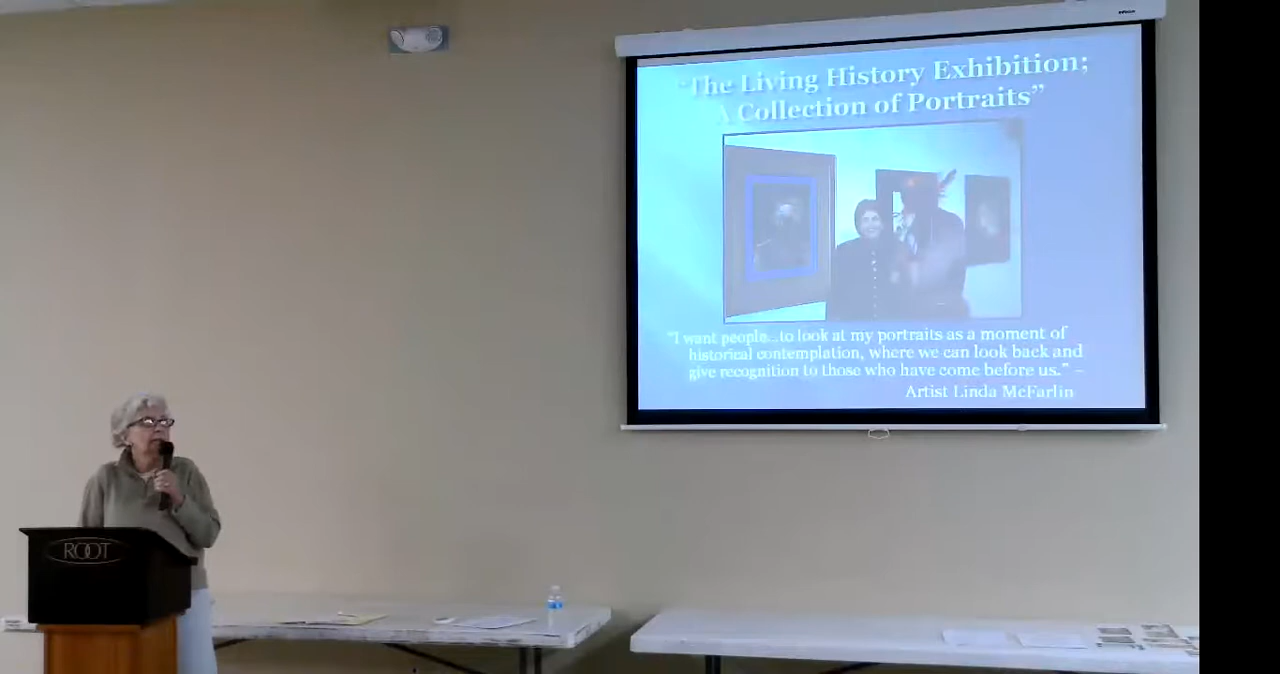 "The Living History Exhibition;
A Collection of Portraits"
"I want people...to look at my portraits as a moment of
historical contemplation, where we can look back and
give recognition to those who have come before us." –
Artist Linda McFarlin
ROOT